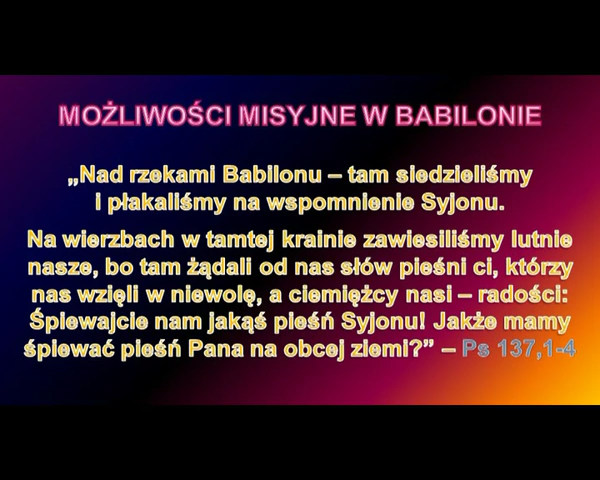 MOŻLIWOŚCI MISYJNE W BABILONIE
„Nad rzekami Babilonu – tam siedzieliśmy
i płakaliśmy na wspomnienie Syjonu.
Na wierzbach w tamtej krainie zawiesiliśmy lutnie
nasze, bo tam żądali od nas słów pieśni ci, którzy
nas wzięli w niewolę, a ciemiężcy nasi – radości:
Śpiewajcie nam jakąś pieśń Syjonu! Jakże mamy
śpiewać pieśń Pana na obcej ziemi?” – Ps 137,1-4